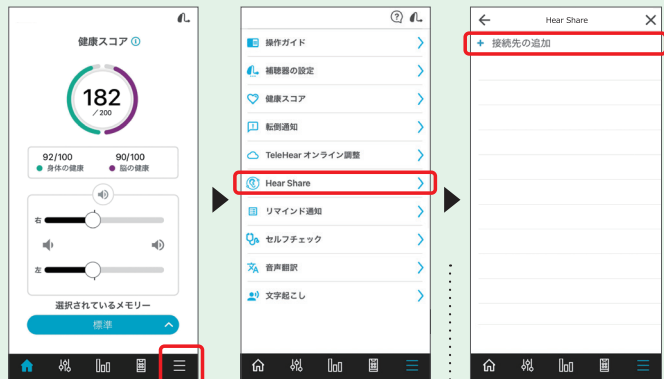 健康スコア
182
/200
92/100
身体の健康
90/100
脳の健康
右
左
選択されているメモリー
標準
操作ガイド
補聴器の設定
健康スコア
転倒通知
TeleHear オンライン調整
Hear Share
リマインド通知
セルフチェック
音声翻訳
文字起こし
Hear Share
+ 接続先の追加